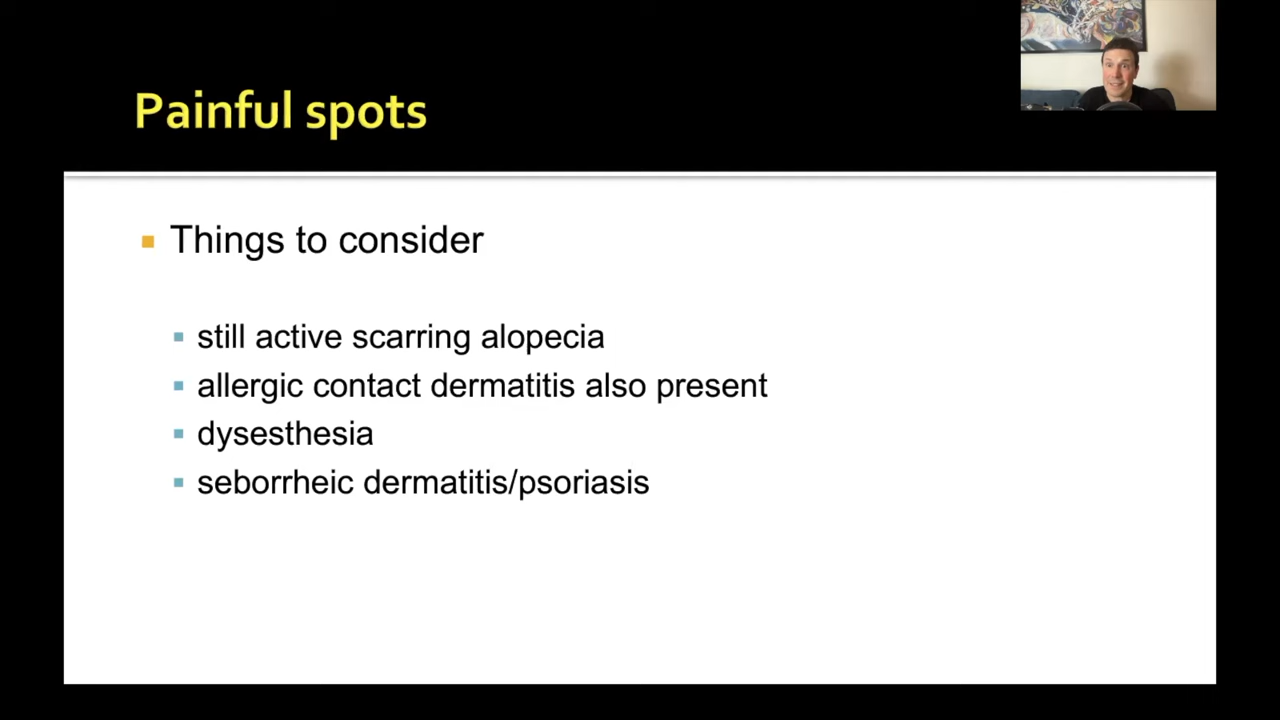 Painful spots
Things to consider
still active scarring alopecia
allergic contact dermatitis also present
dysesthesia
seborrheic dermatitis/psoriasis